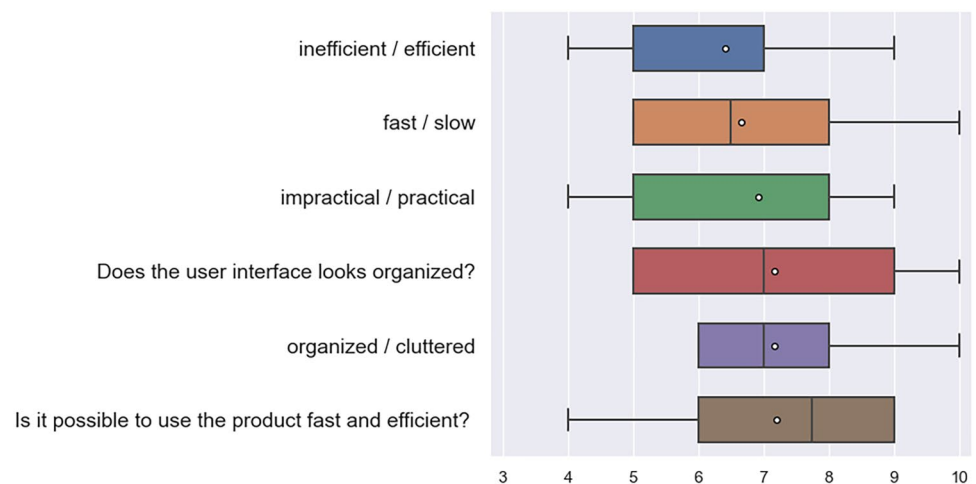 inefficient / efficient
fast / slow
impractical / practical
Does the user interface looks organized?
organized / cluttered
Is it possible to use the product fast and efficient?
3 4 5 6 7 8 9 10